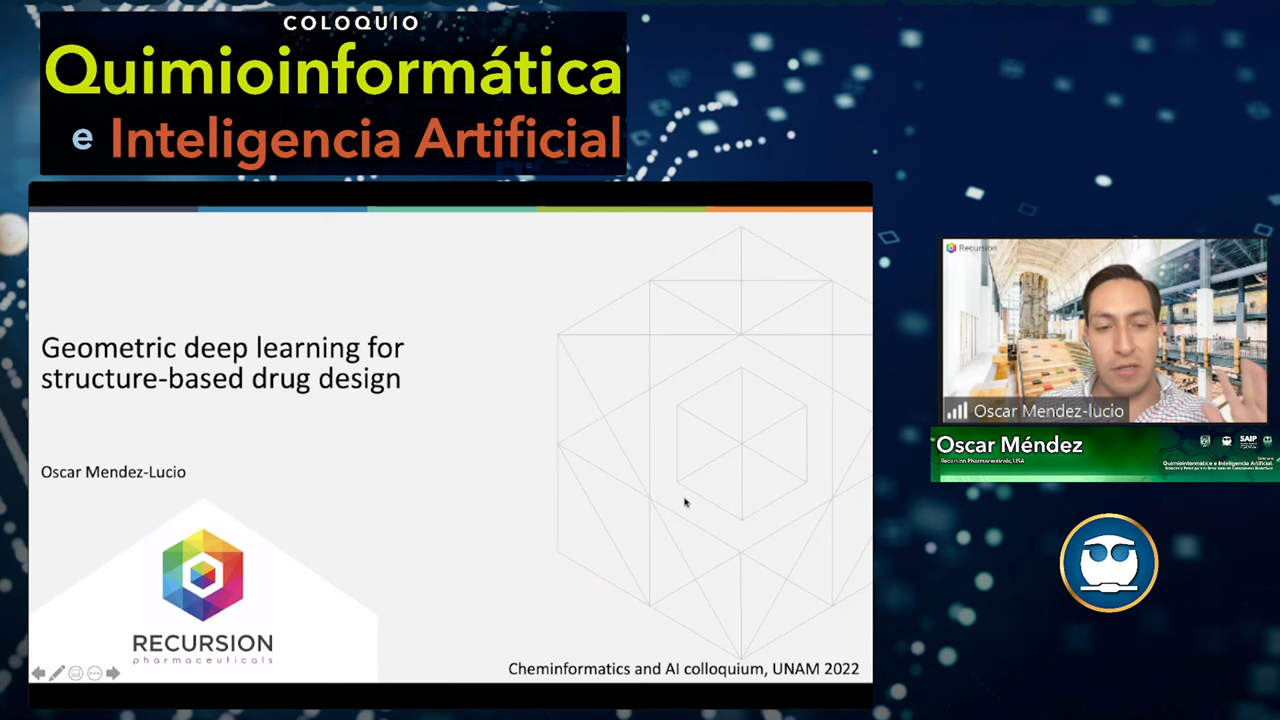 COLOQUIO
Quimioinformática
e Inteligencia Artificial
Geometric deep learning for
structure-based drug design
Oscar Mendez-Lucio
RECURSION
pharmaceuticals
Cheminformatics and AI colloquium, UNAM 2022
Recursion
Oscar Mendez-lucio
Oscar Méndez
Recursion Pharmaceuticals, USA
SAIP
Quimioinformática e Inteligencia Artificial